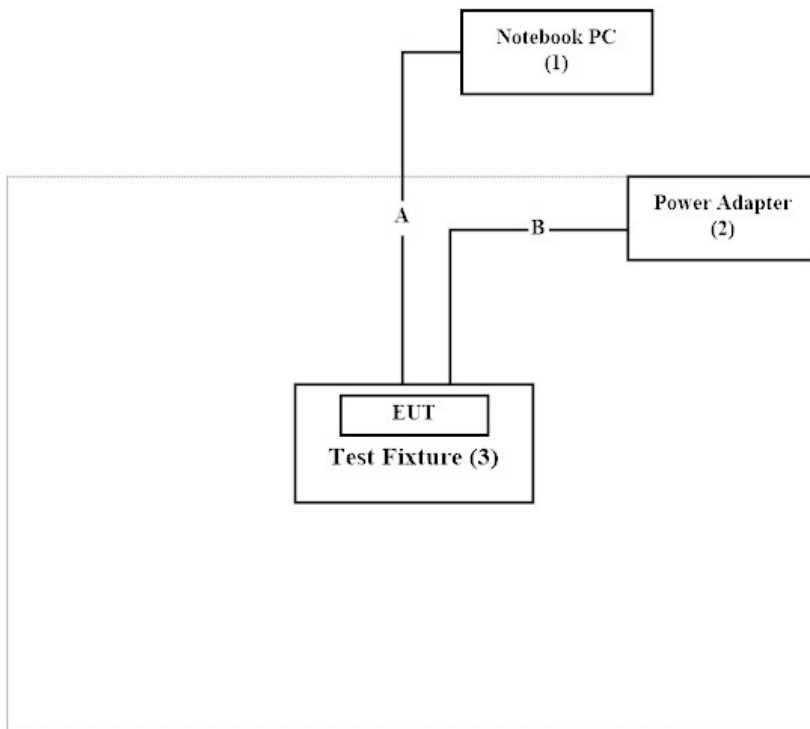 Notebook PC
(1)
A
Power Adapter
(2)
B
EUT
Test Fixture (3)